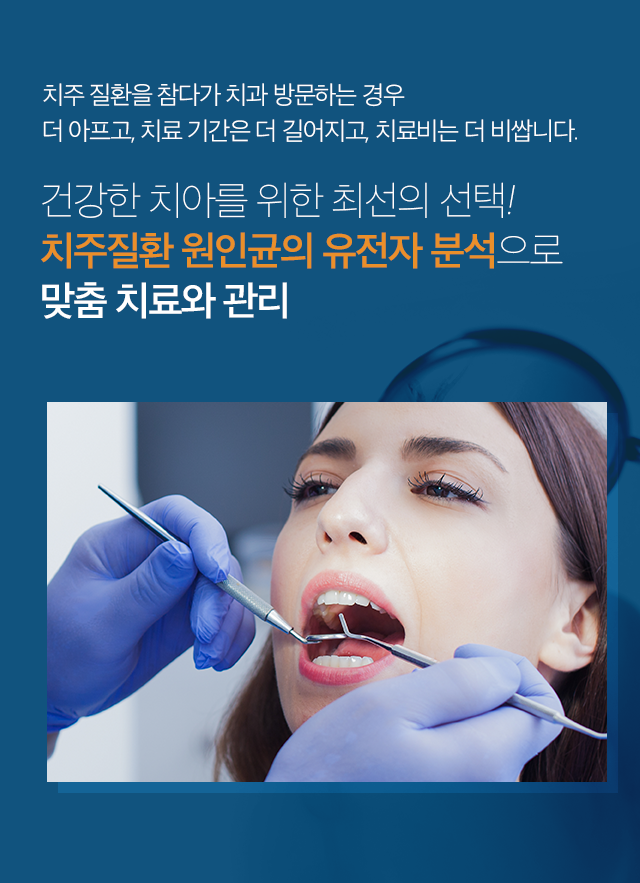 치주 질환을 참다가 치과 방문하는 경우
더 아프고, 치료 기간은 더 길어지고, 치료비는 더 비쌉니다.
건강한 치아를 위한 최선의 선택!
치주질환 원인균의 유전자 분석으로
맞춤 치료와 관리